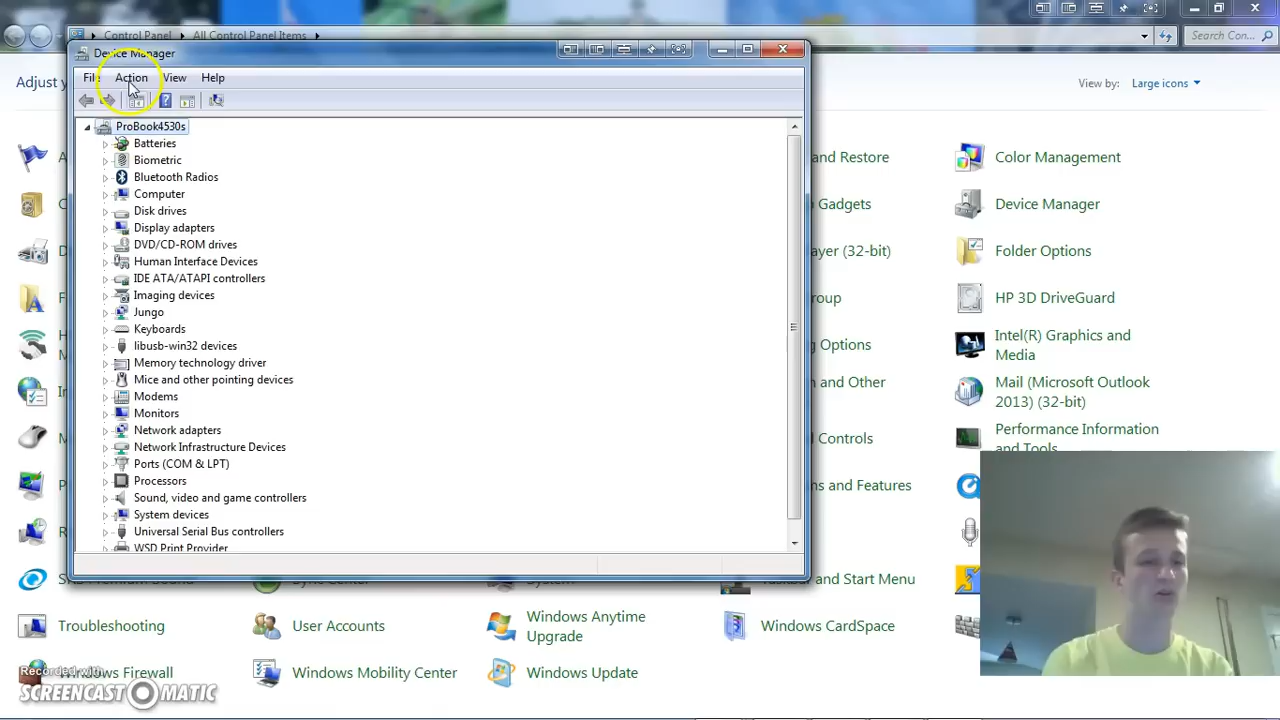 Control Panel
All Control Panel Items
Search Con...
Device Manager
File
Action
View
Help
Adjust y
View by:
Large icons
ProBook4530s
Batteries
Biometric
Bluetooth Radios
Computer
Disk drives
Display adapters
DVD/CD-ROM drives
Human Interface Devices
IDE ATA/ATAPI controllers
Imaging devices
Jungo
Keyboards
libusb-win32 devices
Memory technology driver
Mice and other pointing devices
Modems
Monitors
Network adapters
Network Infrastructure Devices
Ports (COM & LPT)
Processors
Sound, video and game controllers
System devices
Universal Serial Bus controllers
WSD Print Provider
and Restore
Gadgets
ayer (32-bit)
roup
ng Options
n and Other
d Controls
ms and Features
Color Management
Device Manager
Folder Options
HP 3D DriveGuard
Intel(R) Graphics and
Media
Mail (Microsoft Outlook
2013) (32-bit)
Performance Information
and Tools
Sync Center
System
Taskbar and Start Menu
Troubleshooting
User Accounts
Windows Anytime
Upgrade
Windows CardSpace
Windows Firewall
Windows Mobility Center
Windows Update
Recorded with
SCREENCAST-O-MATIC